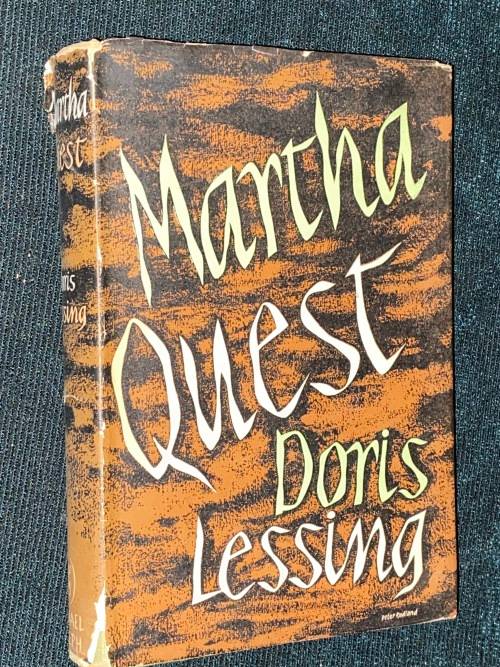 Martha
Quest
Doris
Lessing
Martha
Quest
Doris
Lessing